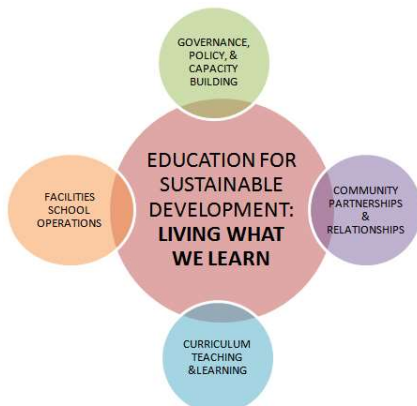 GOVERNANCE,
POLICY, &
CAPACITY
BUILDING
EDUCATION FOR
SUSTAINABLE
DEVELOPMENT:
LIVING WHAT
WE LEARN
FACILITIES
SCHOOL
OPERATIONS
COMMUNITY
PARTNERSHIPS
&
RELATIONSHIPS
CURRICULUM
TEACHING
&LEARNING